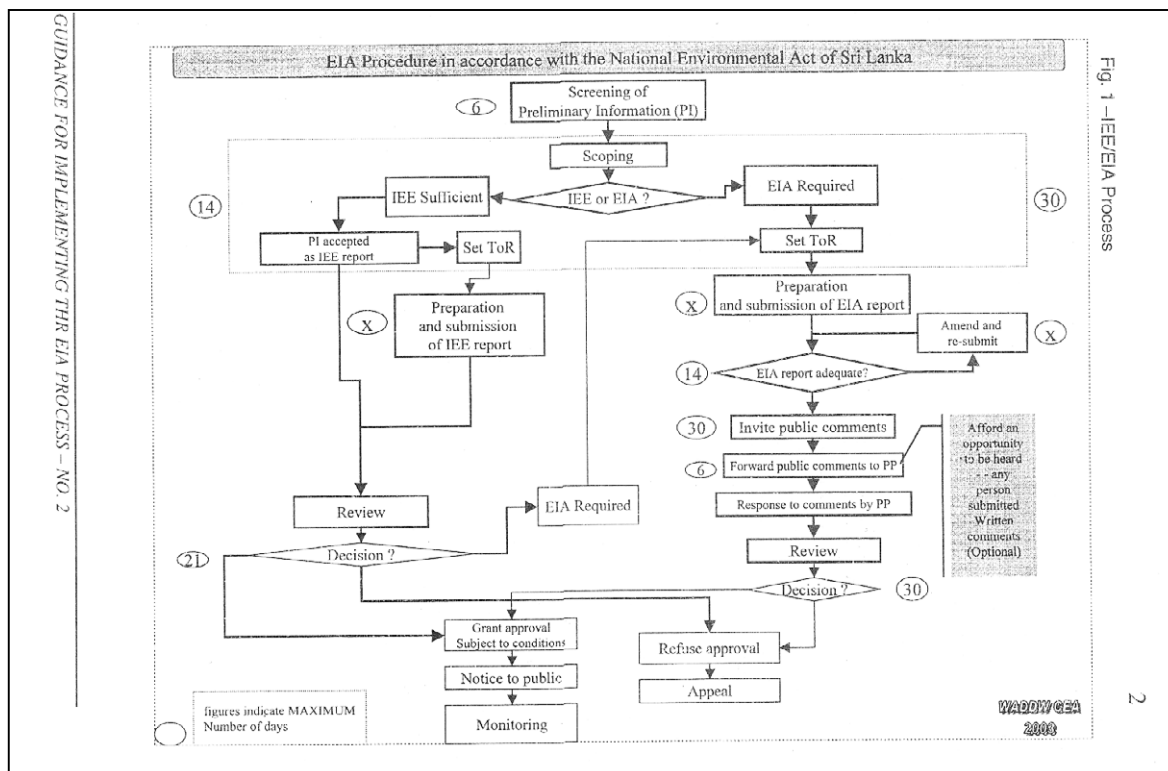 EIA Procedure in accordance with the National Environmental Act of Sri Lanka
6
Screening of
Preliminary Information (PI)
Scoping
IEE or EIA ?
IEE Sufficient
EIA Required
14
30
PI accepted
as IEE report
Set ToR
Set ToR
x
Preparation
and submission
of IEE report
x
Preparation
and submission of EIA report
Amend and
re-submit
x
14
EIA report adequate?
30
Invite public comments
6
Forward public comments to PP
Afford an
opportunity
to be heard
- - any
person
submitted
Written
comments
(Optional)
Response to comments by PP
EIA Required
Review
Review
21
Decision ?
Decision ?
30
Grant approval
Subject to conditions
Refuse approval
Notice to public
Appeal
Monitoring
figures indicate MAXIMUM
Number of days
2003
Fig. 1 –IEE/EIA Process
2
GUIDANCE FOR IMPLEMENTING THR EIA PROCESS – NO. 2